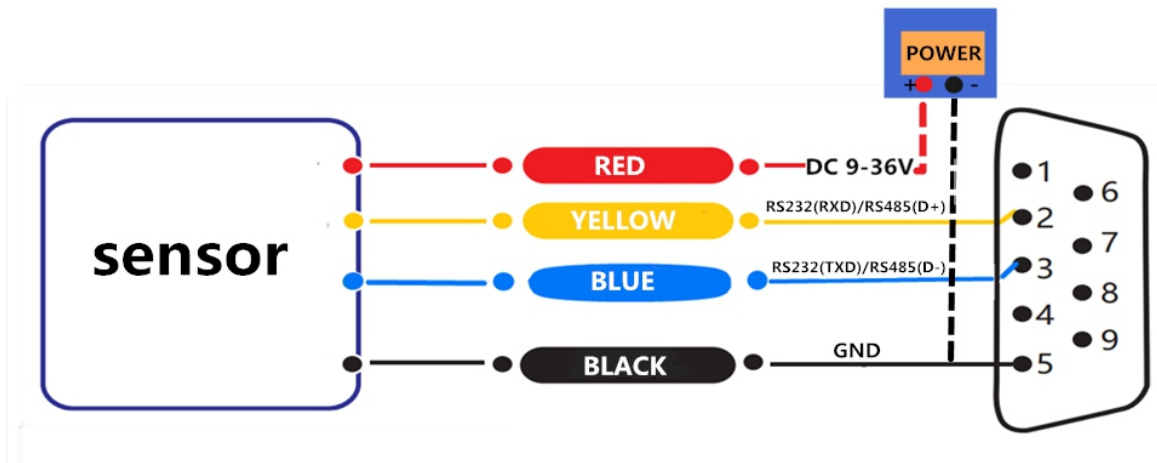 POWER
+ -
sensor
RED
DC 9-36V
YELLOW
RS232(RXD)/RS485(D+)
BLUE
RS232(TXD)/RS485(D-)
BLACK
GND
1
6
2
7
3
8
4
9
5